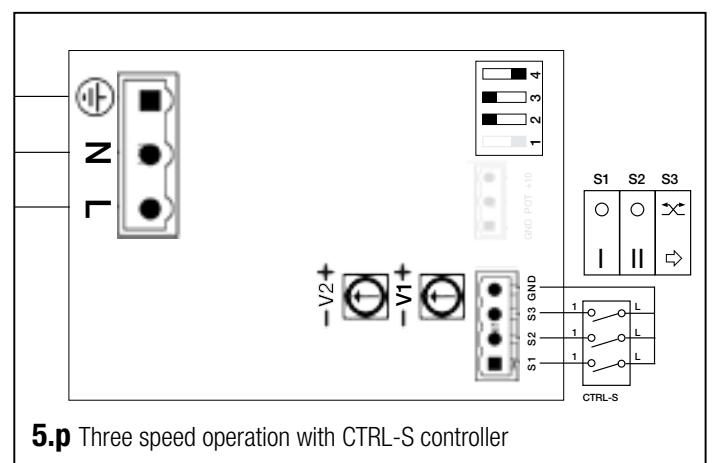 4
3
2
1
N
L
GND POT +10
S1 S2 S3
I II
- V2 +
- V1 +
GND
S3
S2
S1
1 L
1 L
1 L
CTRL-S
5.p Three speed operation with CTRL-S controller